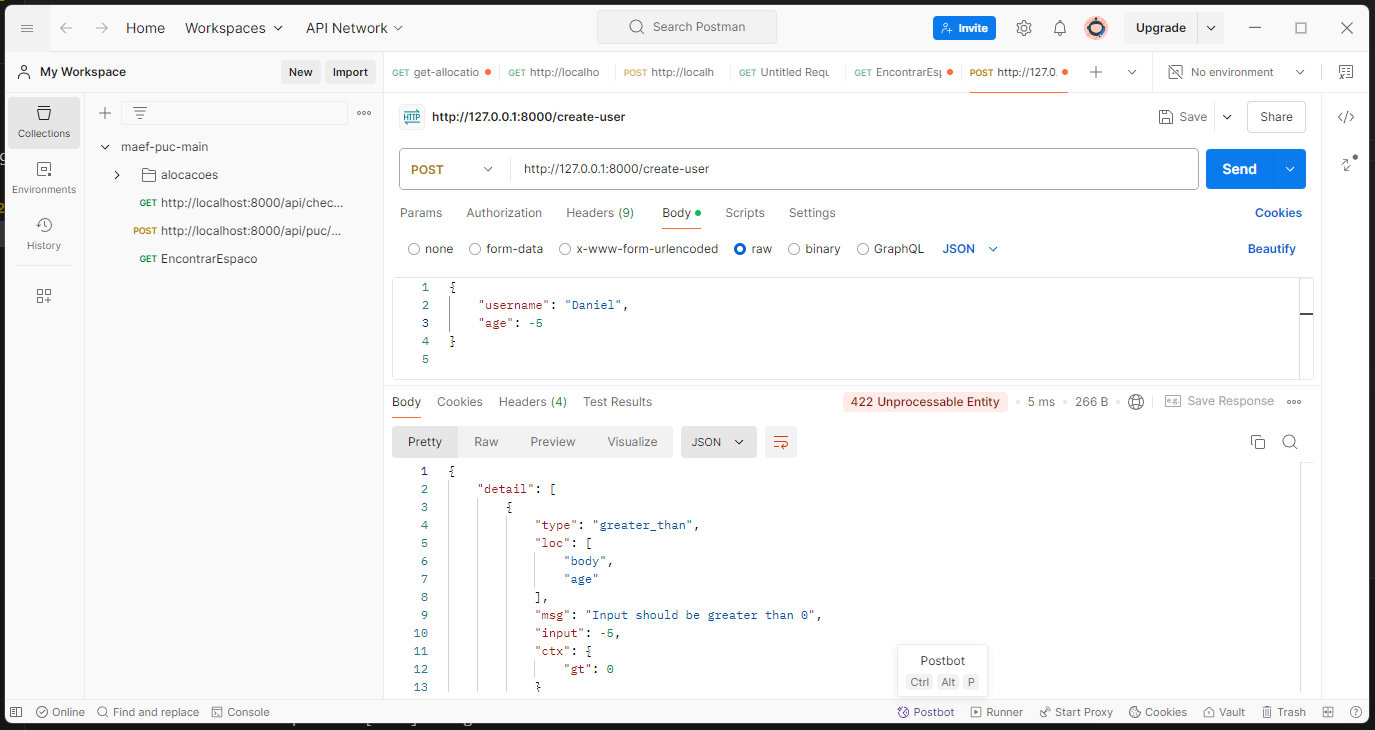 Home Workspaces API Network Search Postman Invite Upgrade
My Workspace New Import GET get-allocatio GET http://localho POST http://localh GET Untitled Requ GET EncontrarEsp POST http://127.0. No environment
Collections
Environments
History
maef-puc-main
alocacoes
GET http://localhost:8000/api/chec...
POST http://localhost:8000/api/puc/...
GET EncontrarEspaco
HTTP http://127.0.0.1:8000/create-user Save Share
POST http://127.0.0.1:8000/create-user Send
Params Authorization Headers (9) Body Scripts Settings Cookies
none form-data x-www-form-urlencoded raw binary GraphQL JSON Beautify
1 {
2 "username": "Daniel",
3 "age": -5
4 }
5
Body Cookies Headers (4) Test Results 422 Unprocessable Entity 5 ms 266 B e.g. Save Response
Pretty Raw Preview Visualize JSON
1 {
2 "detail": [
3 {
4 "type": "greater_than",
5 "loc": [
6 "body",
7 "age"
8 ],
9 "msg": "Input should be greater than 0",
10 "input": -5,
11 "ctx": {
12 "gt": 0
13 }
Postbot
Ctrl Alt P
Online Find and replace Console Postbot Runner Start Proxy Cookies Vault Trash